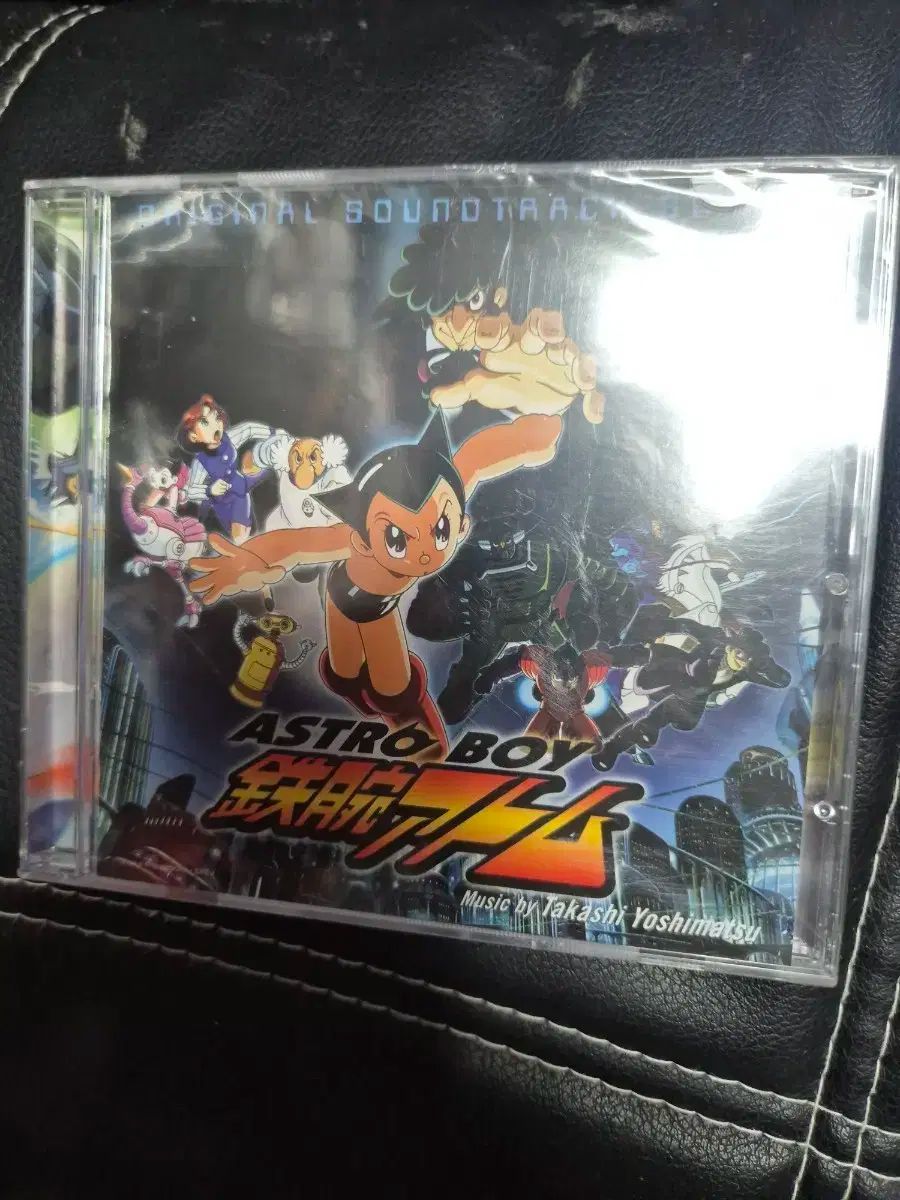 ORIGINAL SOUNDTRACK
ASTRO BOY
鉄腕アトム
Music by Takashi Yoshimatsu